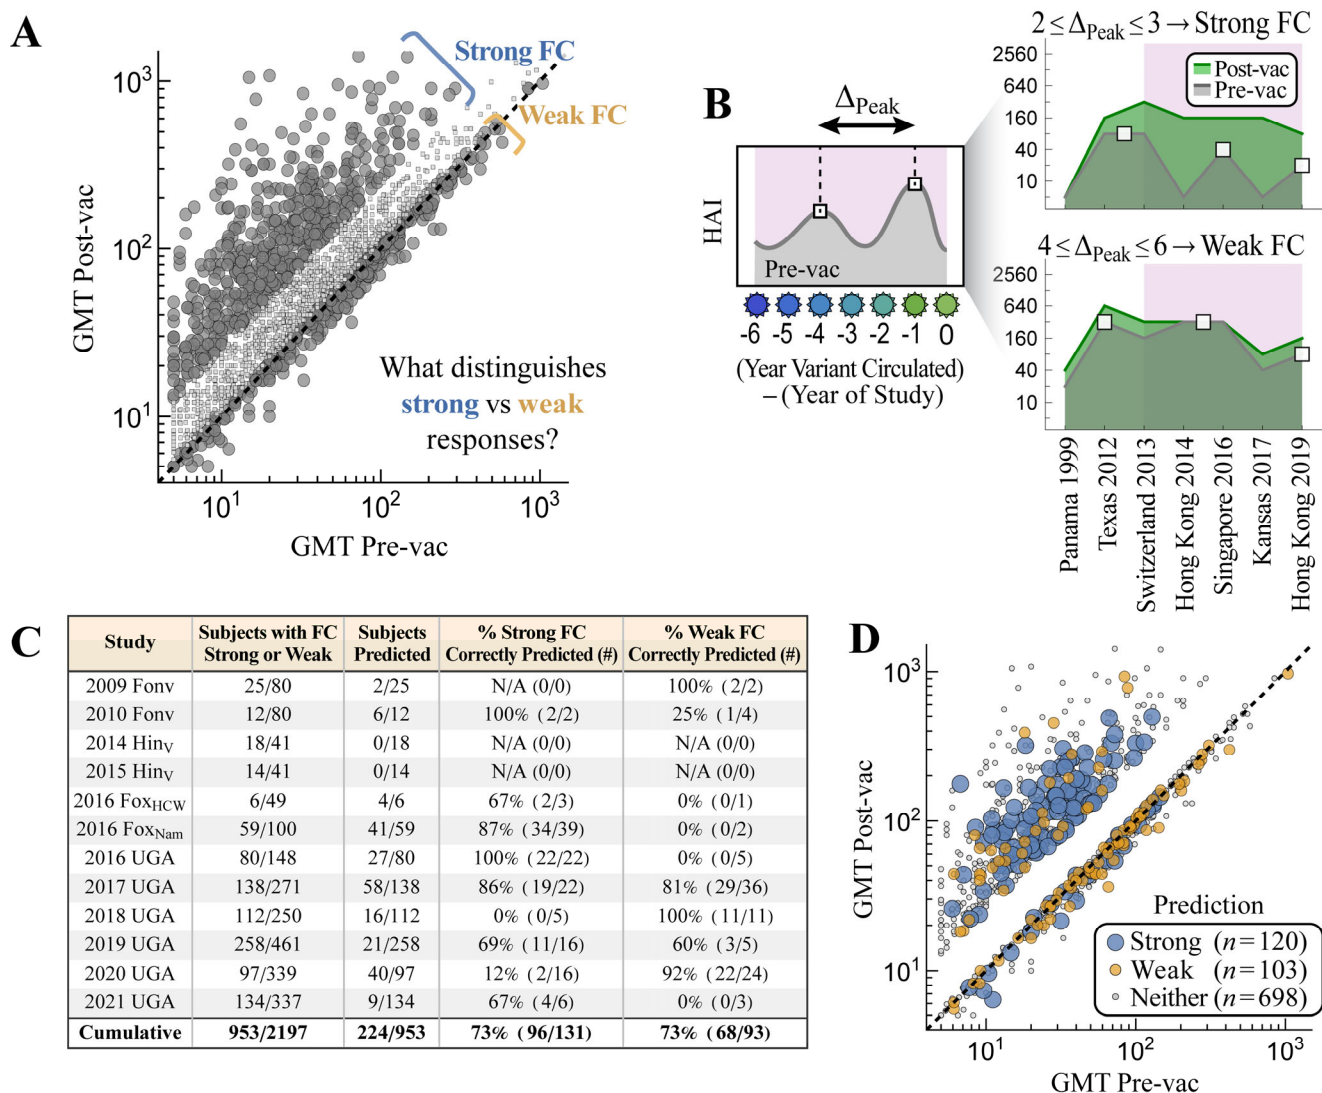 A
Strong FC
Weak FC
10³
10²
10¹
GMT Post-vac
What distinguishes
strong vs weak
responses?
10¹ 10² 10³
GMT Pre-vac
B
Δ_Peak
HAI
Pre-vac
-6 -5 -4 -3 -2 -1 0
(Year Variant Circulated)
−(Year of Study)
2 ≤ Δ_Peak ≤ 3 → Strong FC
2560
640
160
40
10
Post-vac
Pre-vac
4 ≤ Δ_Peak ≤ 6 → Weak FC
2560
640
160
40
10
Panama 1999
Texas 2012
Switzerland 2013
Hong Kong 2014
Singapore 2016
Kansas 2017
Hong Kong 2019
C
Study | Subjects with FC Strong or Weak | Subjects Predicted | % Strong FC Correctly Predicted (#) | % Weak FC Correctly Predicted (#)
2009 Fonv 25/80 2/25 N/A (0/0) 100% (2/2)
2010 Fonv 12/80 6/12 100% (2/2) 25% (1/4)
2014 Hin_V 18/41 0/18 N/A (0/0) N/A (0/0)
2015 Hin_V 14/41 0/14 N/A (0/0) N/A (0/0)
2016 Fox_HCW 6/49 4/6 67% (2/3) 0% (0/1)
2016 Fox_Nam 59/100 41/59 87% (34/39) 0% (0/2)
2016 UGA 80/148 27/80 100% (22/22) 0% (0/5)
2017 UGA 138/271 58/138 86% (19/22) 81% (29/36)
2018 UGA 112/250 16/112 0% (0/5) 100% (11/11)
2019 UGA 258/461 21/258 69% (11/16) 60% (3/5)
2020 UGA 97/339 40/97 12% (2/16) 92% (22/24)
2021 UGA 134/337 9/134 67% (4/6) 0% (0/3)
Cumulative 953/2197 224/953 73% (96/131) 73% (68/93)
D
10³
10²
10¹
GMT Post-vac
Prediction
Strong (n=120)
Weak (n=103)
Neither (n=698)
10¹ 10² 10³
GMT Pre-vac